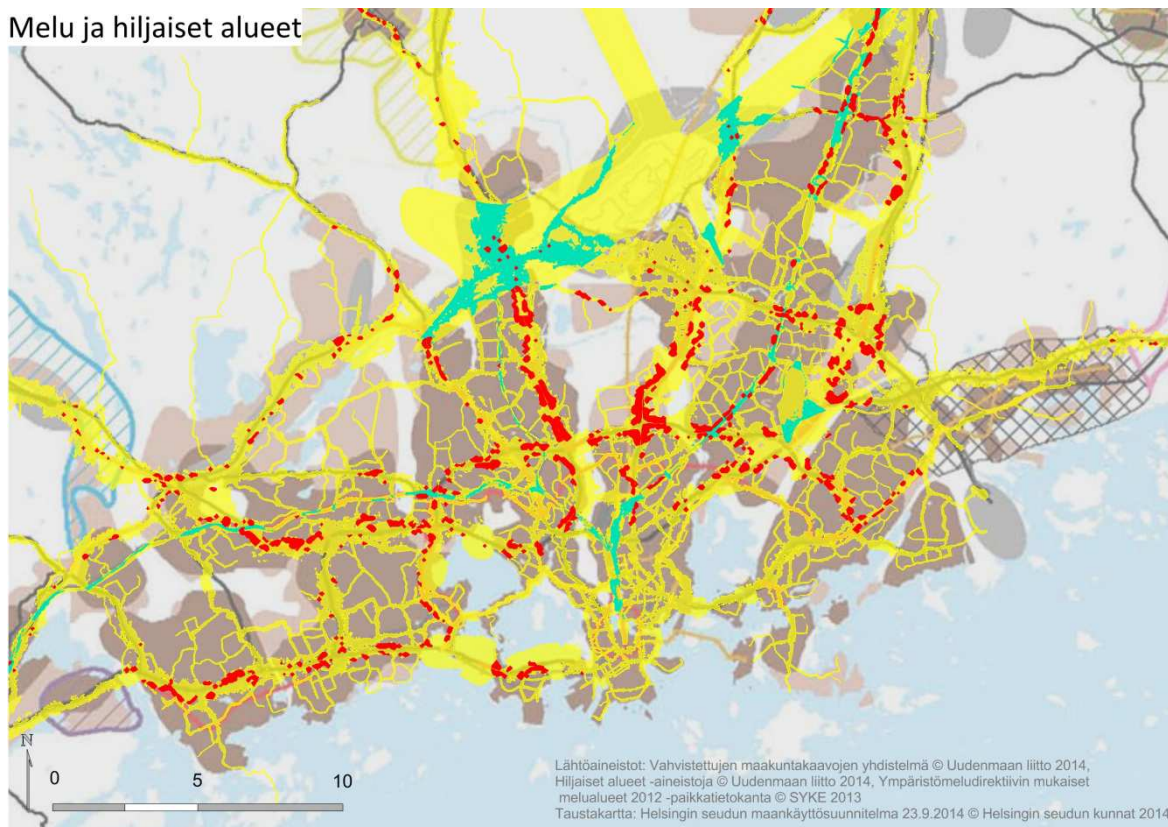 Melu ja hiljaiset alueet
N
0 5 10
Lähtöaineistot: Vahvistettujen maakuntakaavojen yhdistelmä © Uudenmaan liitto 2014,
Hiljaiset alueet -aineistoja © Uudenmaan liitto 2014, Ympäristömeludirektiivin mukaiset
melualueet 2012 -paikkatietokanta © SYKE 2013
Taustakartta: Helsingin seudun maankäyttösuunnitelma 23.9.2014 © Helsingin seudun kunnat 2014